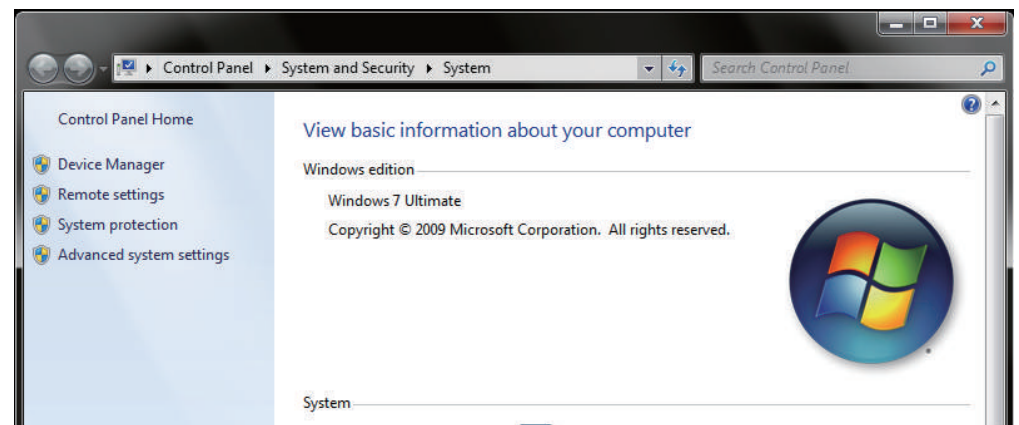 Control Panel ▸ System and Security ▸ System
Search Control Panel
Control Panel Home
Device Manager
Remote settings
System protection
Advanced system settings
View basic information about your computer
Windows edition
Windows 7 Ultimate
Copyright © 2009 Microsoft Corporation. All rights reserved.
System